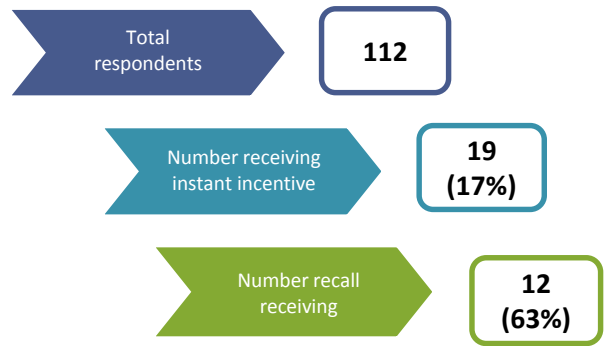 Total
respondents
112
Number receiving
instant incentive
19
(17%)
Number recall
receiving
12
(63%)